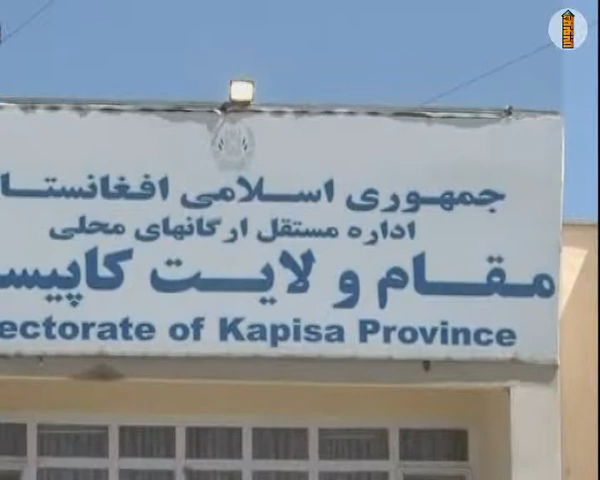 جمهوری اسلامی افغانستا
اداره مستقل ارگانهای محلی
مقام ولایت کاپیس
ectorate of Kapisa Province